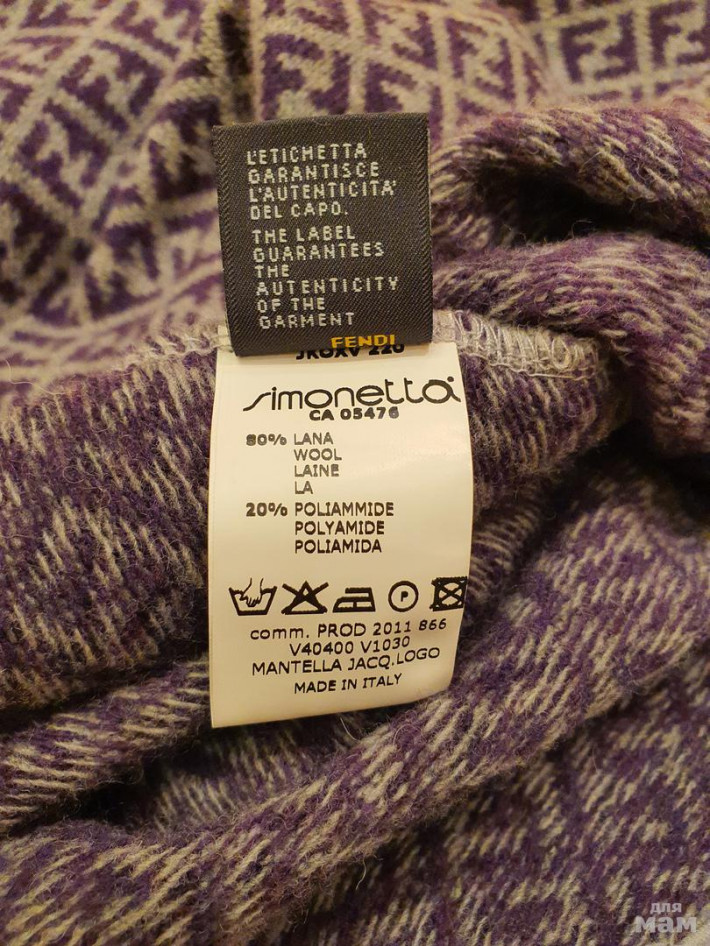 L'ETICHETTA
GARANTISCE
L'AUTENTICITA'
DEL CAPO.
THE LABEL
GUARANTEES
THE
AUTENTICITY
OF THE
GARMENT
FENDI
simonetta
CA 05476
80% LANA
WOOL
LAINE
LA
20% POLIAMMIDE
POLYAMIDE
POLIAMIDA
P
comm. PROD 2011 866
V40400 V1030
MANTELLA JACQ.LOGO
MADE IN ITALY
для
мам